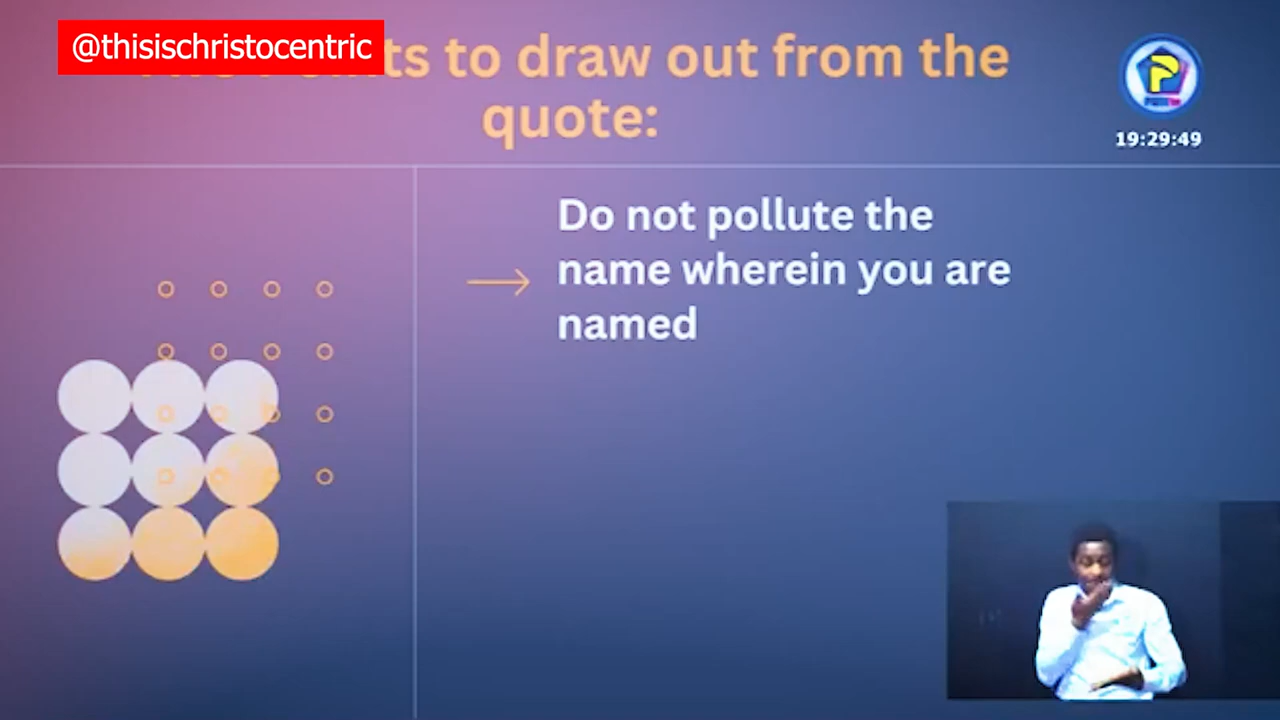 @thisischristocentric
to draw out from the
quote:
19:29:49
Do not pollute the
name wherein you are
named